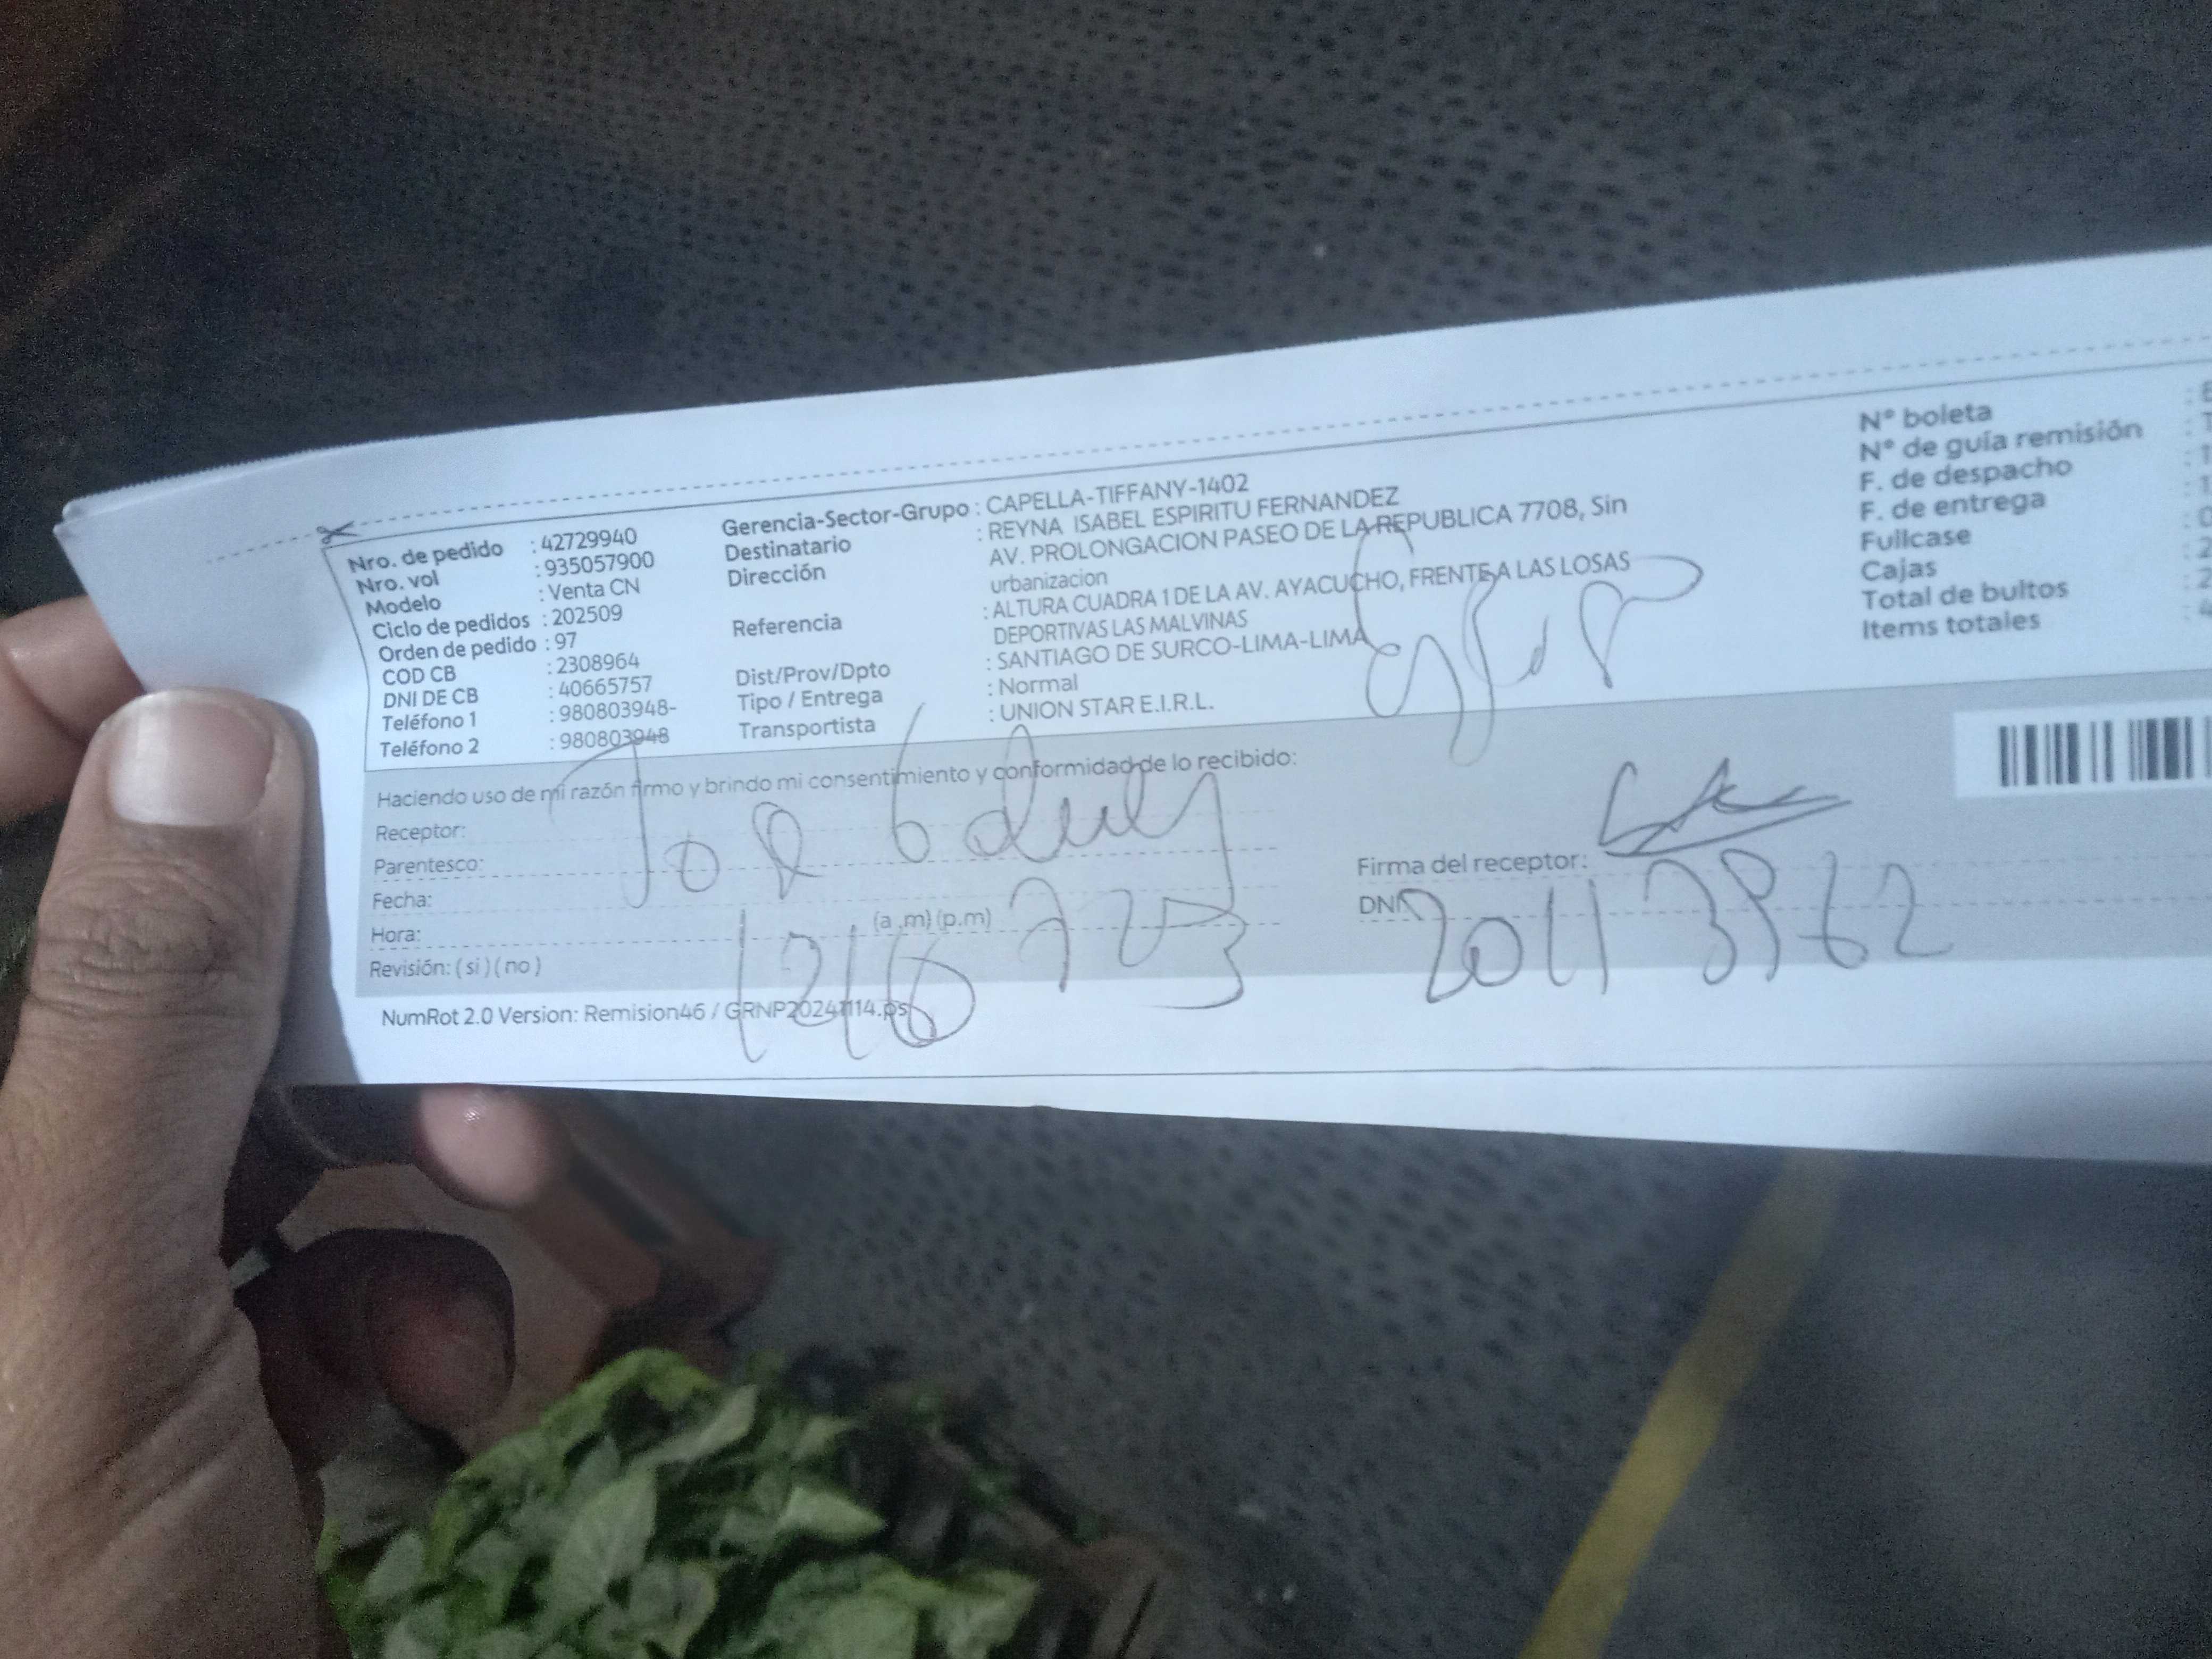 Nro. de pedido : 42729940
Nro. vol : 935057900
Modelo : Venta CN
Ciclo de pedidos : 202509
Orden de pedido : 97
COD CB : 2308964
DNI DE CB : 40665757
Teléfono 1 : 980803948-
Teléfono 2 : 980803948
Gerencia-Sector-Grupo : CAPELLA-TIFFANY-1402
Destinatario : REYNA ISABEL ESPIRITU FERNANDEZ
Dirección AV. PROLONGACION PASEO DE LA REPUBLICA 7708, Sin
urbanizacion
Referencia : ALTURA CUADRA 1 DE LA AV. AYACUCHO, FRENTE A LAS LOSAS
DEPORTIVAS LAS MALVINAS
Dist/Prov/Dpto : SANTIAGO DE SURCO-LIMA-LIMA
Tipo / Entrega : Normal
Transportista : UNION STAR E.I.R.L.
N° boleta :
N° de guía remisión :
F. de despacho :
F. de entrega :
Fullcase
Cajas :
Total de bultos :
Items totales :
Haciendo uso de mi razón firmo y brindo mi consentimiento y conformidad de lo recibido:
Receptor:
Parentesco:
Fecha:
Hora: (a .m) (p.m)
Revisión: ( si ) ( no )
Firma del receptor:
DNI
NumRot 2.0 Version: Remision46 / GRNP20241114.ps